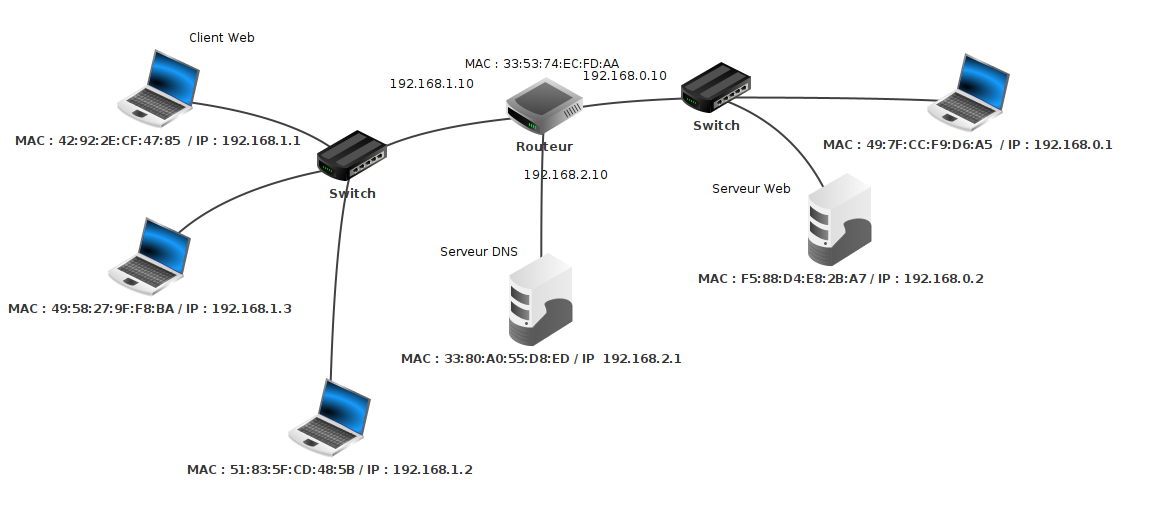 Client Web
MAC : 33:53:74:EC:FD:AA
192.168.0.10
192.168.1.10
Switch
MAC : 42:92:2E:CF:47:85 / IP : 192.168.1.1
Routeur
MAC : 49:7F:CC:F9:D6:A5 / IP : 192.168.0.1
192.168.2.10
Switch
Serveur Web
Serveur DNS
MAC : F5:88:D4:E8:2B:A7 / IP : 192.168.0.2
MAC : 49:58:27:9F:F8:BA / IP : 192.168.1.3
MAC : 33:80:A0:55:D8:ED / IP 192.168.2.1
MAC : 51:83:5F:CD:48:5B / IP : 192.168.1.2